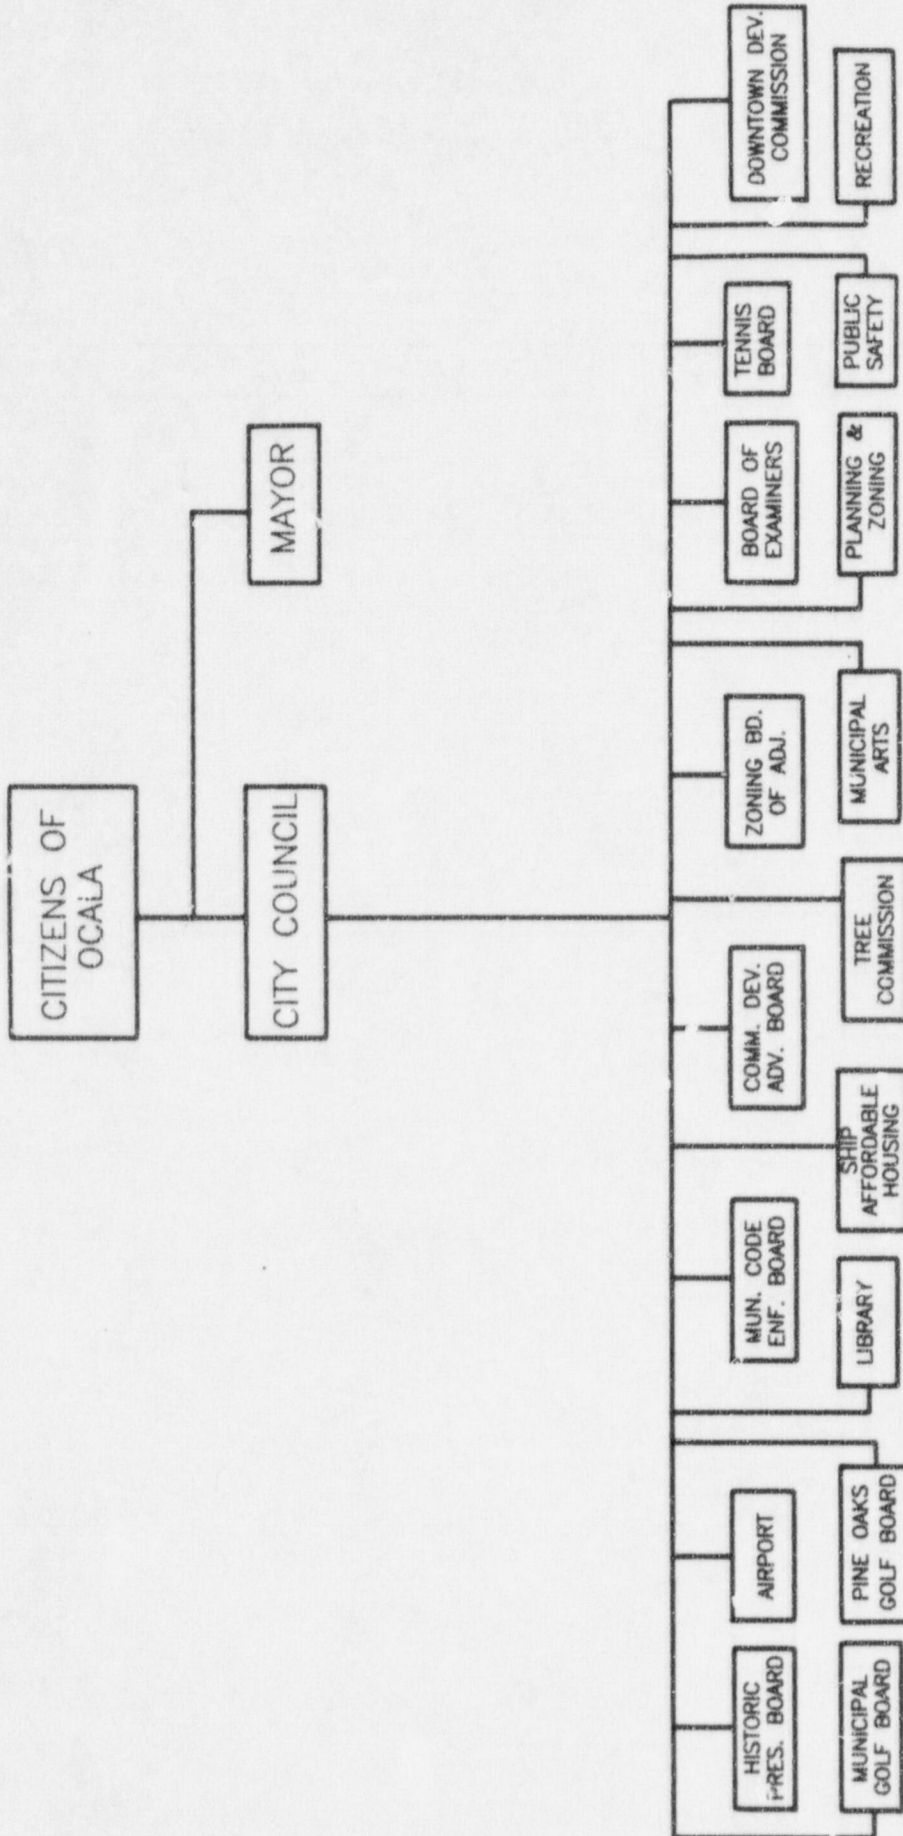 CITIZENS OF
OCALA
CITY COUNCIL
MAYOR
HISTORIC
PRES. BOARD
AIRPORT
MUN. CODE
ENF. BOARD
COMM. DEV.
ADV. BOARD
ZONING BD.
OF ADJ.
BOARD OF
EXAMINERS
TENNIS
BOARD
DOWNTOWN DEV.
COMMISSION
MUNICIPAL
GOLF BOARD
PINE OAKS
GOLF BOARD
LIBRARY
SHIP
AFFORDABLE
HOUSING
TREE
COMMISSION
MUNICIPAL
ARTS
PLANNING &
ZONING
PUBLIC
SAFETY
RECREATION